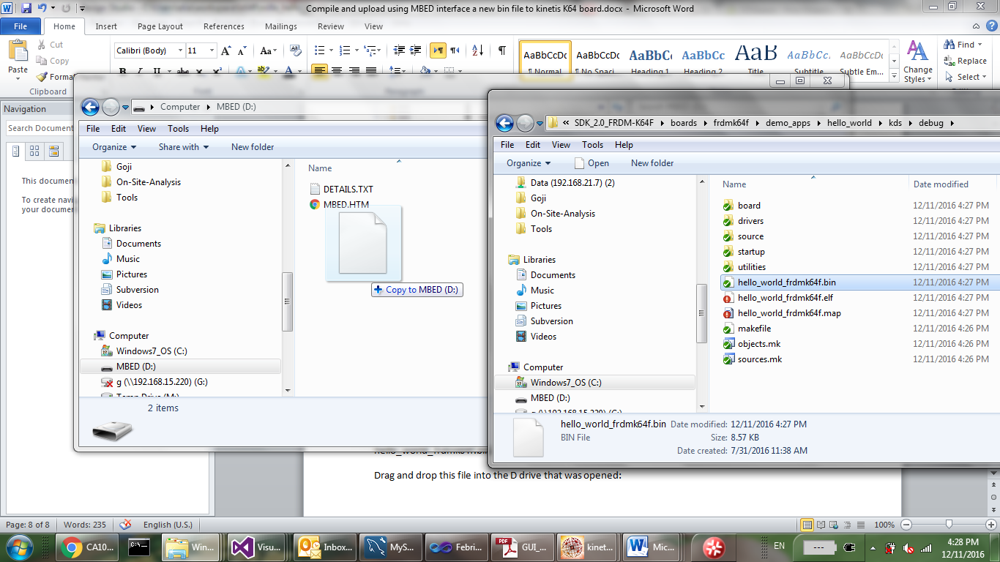 Compile and upload using MBED interface a new bin file to kinetis K64 board.docx - Microsoft Word
File Home Insert Page Layout References Mailings Review View
Paste
Cut
Copy
Format
Clipboard
Calibri (Body) 11
AaBbCcDc AaBbCcDc AaBbCc AaBbCc AaB AaBbCc. AaBbCcDc
¶ Normal ¶ No Spaci... Heading 1 Heading 2 Title Subtitle Subtle Em...
Change Styles
Find
Replace
Select
Navigation
Search Document
This documen
To create navi
your documen
Computer MBED (D:)
File Edit View Tools Help
Organize Share with New folder
Goji
On-Site-Analysis
Tools
Libraries
Documents
Music
Pictures
Subversion
Videos
Computer
Windows7_OS (C:)
MBED (D:)
g (\\192.168.15.220) (G:)
Temp Drive (M:)
Name
DETAILS.TXT
MBED.HTM
Copy to MBED (D:)
2 items
« SDK_2.0_FRDM-K64F boards frdmk64f demo_apps hello_world kds debug
File Edit View Tools Help
Organize Open New folder
Data (192.168.21.7) (2)
Goji
On-Site-Analysis
Tools
Libraries
Documents
Music
Pictures
Subversion
Videos
Computer
Windows7_OS (C:)
MBED (D:)
g (\\192.168.15.220) (G:)
Name Date modified
board 12/11/2016 4:27 PM
drivers 12/11/2016 4:27 PM
source 12/11/2016 4:27 PM
startup 12/11/2016 4:27 PM
utilities 12/11/2016 4:27 PM
hello_world_frdmk64f.bin 12/11/2016 4:27 PM
hello_world_frdmk64f.elf 12/11/2016 4:27 PM
hello_world_frdmk64f.map 12/11/2016 4:27 PM
makefile 12/11/2016 4:26 PM
objects.mk 12/11/2016 4:26 PM
sources.mk 12/11/2016 4:26 PM
hello_world_frdmk64f.bin Date modified: 12/11/2016 4:27 PM
BIN File Size: 8.57 KB
Date created: 7/31/2016 11:38 AM
hello_world_frdmk64f.bin
Drag and drop this file into the D drive that was opened:
Page: 8 of 8 Words: 235 English (U.S.) 100%
CA10... Win... Visu... Inbox... MyS... Febri... GUI_... kinet... Mic... EN ---
4:28 PM
12/11/2016